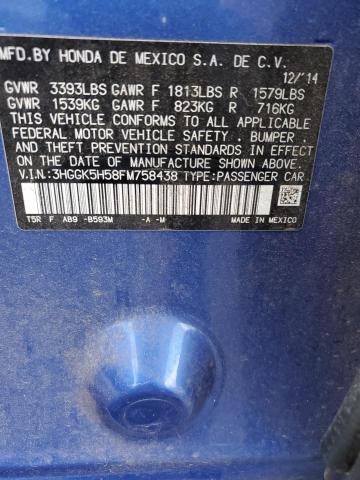 MFD.BY HONDA DE MEXICO S.A. DE C.V.
12/'14
GVWR 3393LBS GAWR F 1813LBS R 1579LBS
GVWR 1539KG GAWR F 823KG R 716KG
THIS VEHICLE CONFORMS TO ALL APPLICABLE
FEDERAL MOTOR VEHICLE SAFETY , BUMPER ,
AND THEFT PREVENTION STANDARDS IN EFFECT
ON THE DATE OF MANUFACTURE SHOWN ABOVE.
V.I.N.:3HGGK5H58FM758438 TYPE:PASSENGER CAR
T5R F AB9 -B593M -A -M- MADE IN MEXICO